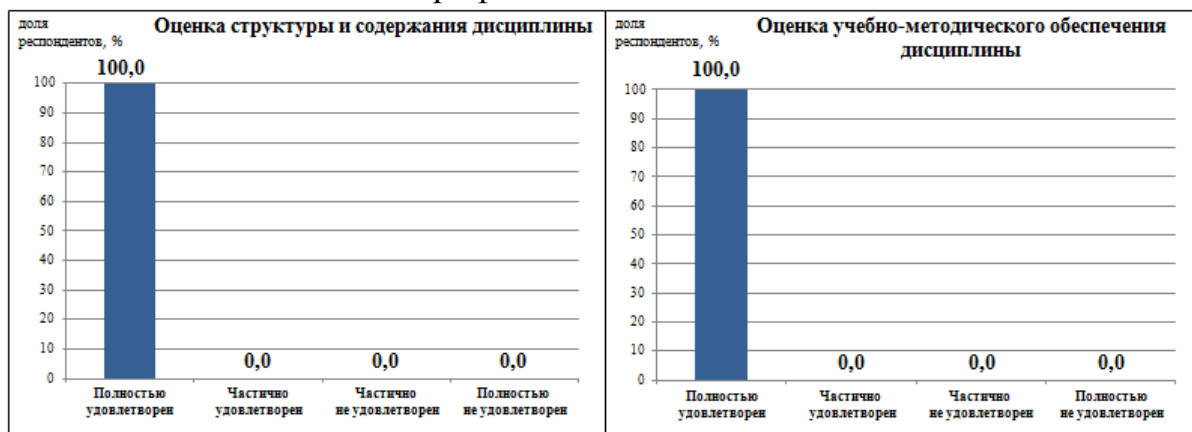 доля
респондентов, %
Оценка структуры и содержания дисциплины
100,0
100
90
80
70
60
50
40
30
20
10
0
0,0
0,0
0,0
Полностью
удовлетворен
Частично
удовлетворен
Частично
не удовлетворен
Полностью
не удовлетворен
доля
респондентов, %
Оценка учебно-методического обеспечения
дисциплины
100,0
100
90
80
70
60
50
40
30
20
10
0
0,0
0,0
0,0
Полностью
удовлетворен
Частично
удовлетворен
Частично
не удовлетворен
Полностью
не удовлетворен